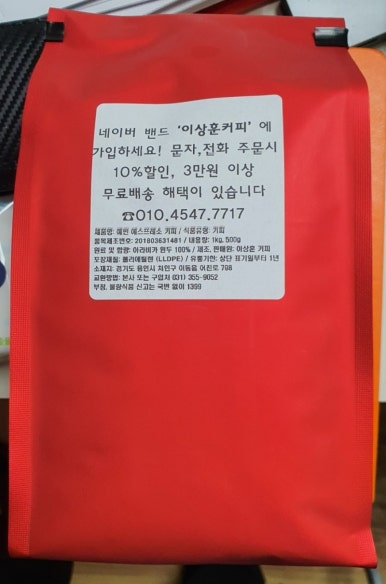 네이버 밴드 '이상훈커피' 에
가입하세요! 문자,전화 주문시
10%할인, 3만원 이상
무료배송 해택이 있습니다
☎010.4547.7717
제품명: 예펜 에스프레소 커피 / 식품유형: 커피
품목제조번호: 201803631481 / 내용량: 1kg, 500g
원료 및 함량: 아라비카 원두 100% / 제조, 판매원: 이상훈 커피
포장재질: 폴리에틸렌 (LLDPE) / 유통기한: 상단 표기일부터 1년
소재지: 경기도 용인시 처인구 이동읍 어진로 798
교환방법: 본사 또는 구입처 031) 355-9052
부정, 불량식품 신고는 국번 없이 1399